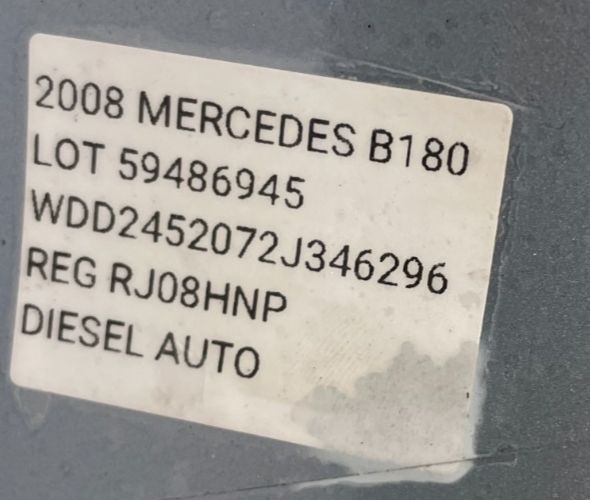 2008 MERCEDES B180
LOT 59486945
WDD2452072J346296
REG RJ08HNP
DIESEL AUTO